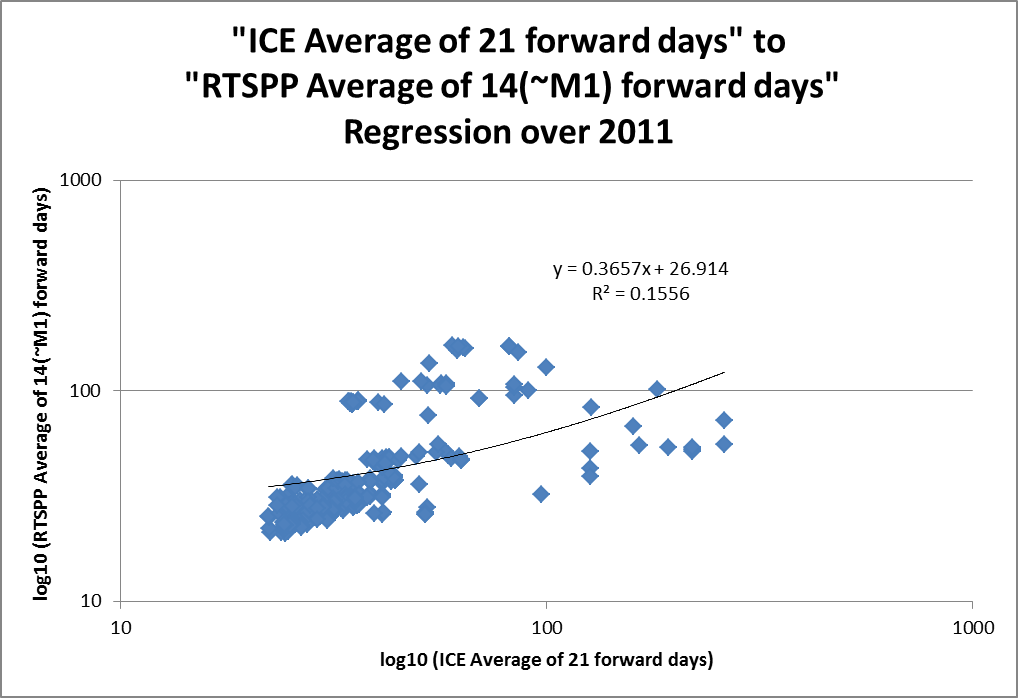 "ICE Average of 21 forward days" to
"RTSPP Average of 14(~M1) forward days"
Regression over 2011
log10 (RTSPP Average of 14(~M1) forward days)
1000
100
10
y = 0.3657x + 26.914
R² = 0.1556
10
100
1000
log10 (ICE Average of 21 forward days)